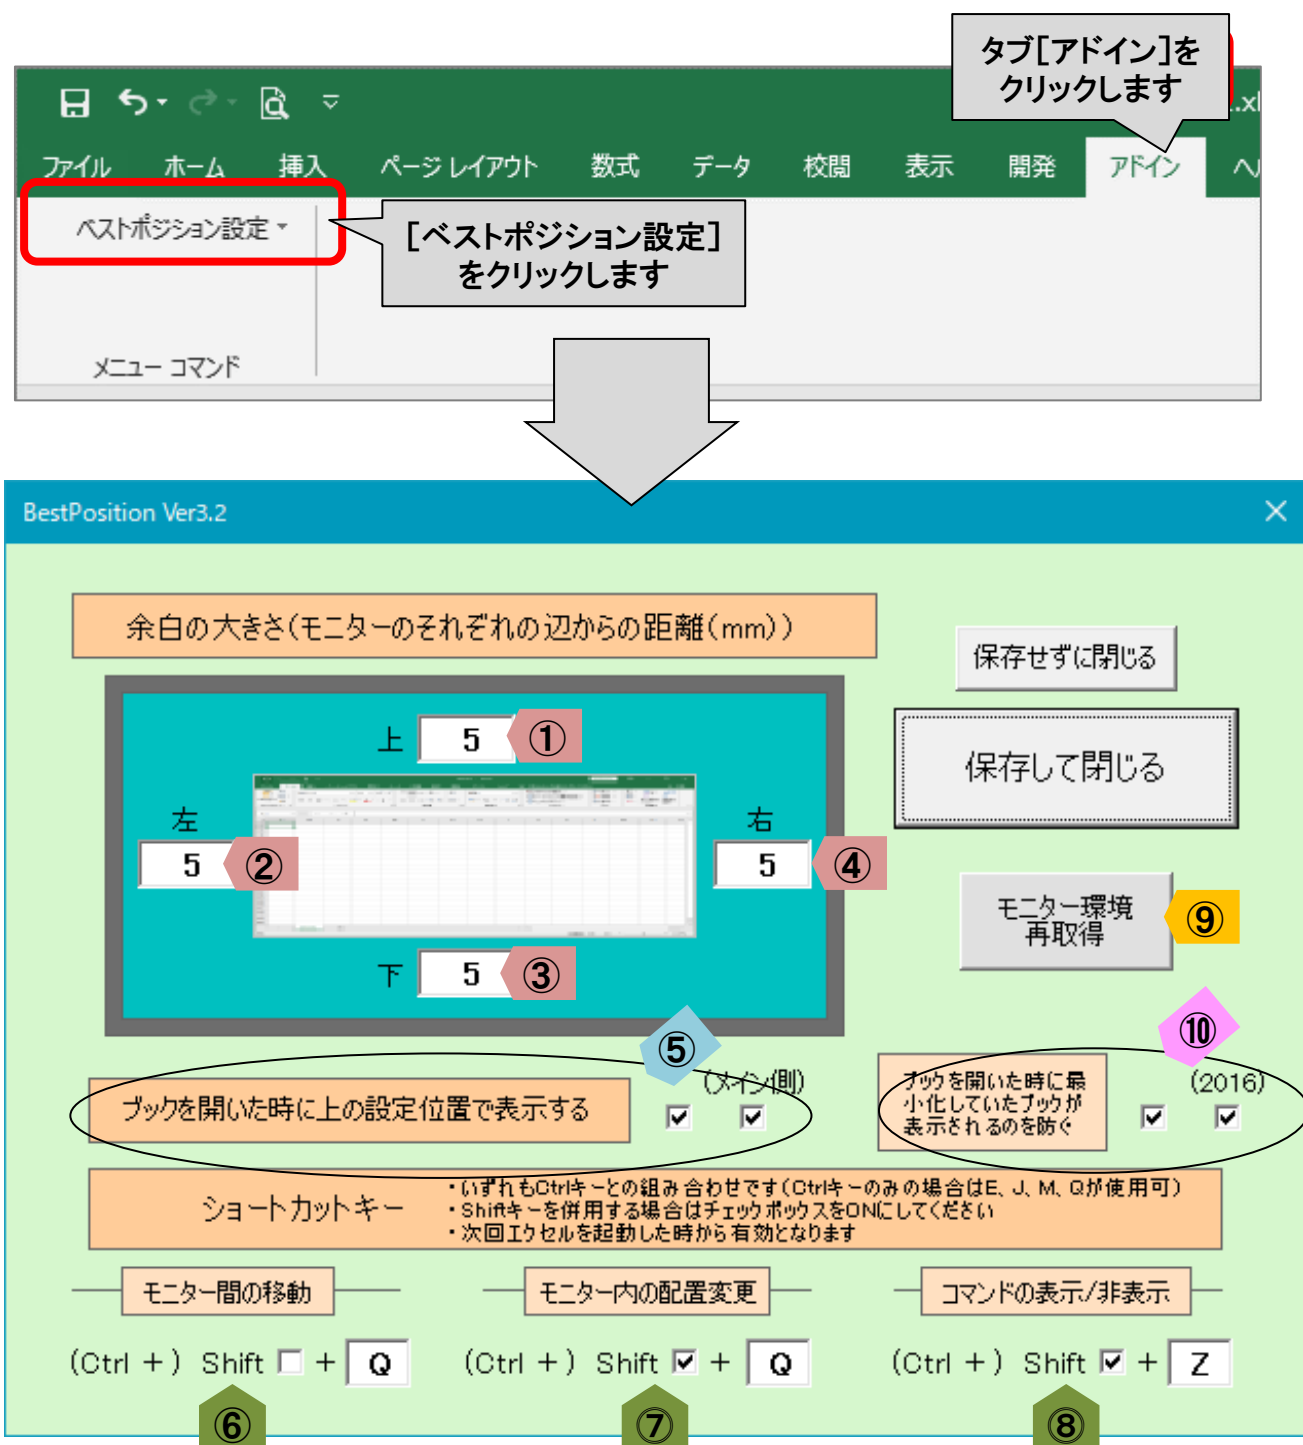 タブ[アドイン]を
クリックします
.xl
ファイル ホーム 挿入 ページ レイアウト 数式 データ 校閲 表示 開発 アドイン ヘル
ベストポジション設定
[ベストポジション設定]
をクリックします
メニュー コマンド
BestPosition Ver3.2
余白の大きさ(モニターのそれぞれの辺からの距離(mm))
保存せずに閉じる
上 5 ①
保存して閉じる
左
5 ②
右
5 ④
モニター環境
再取得
⑨
下 5 ③
⑤
⑩
(メイン側)
ブックを開いた時に上の設定位置で表示する
ブックを開いた時に最
小化していたブックが
表示されるのを防ぐ
(2016)
ショートカットキー
・いずれもCtrlキーとの組み合わせです(Ctrlキーのみの場合はE、J、M、Qが使用可)
・Shiftキーを併用する場合はチェックボックスをONにしてください
・次回エクセルを起動した時から有効となります
モニター間の移動
モニター内の配置変更
コマンドの表示/非表示
(Ctrl +) Shift + Q
(Ctrl +) Shift + Q
(Ctrl +) Shift + Z
⑥
⑦
⑧